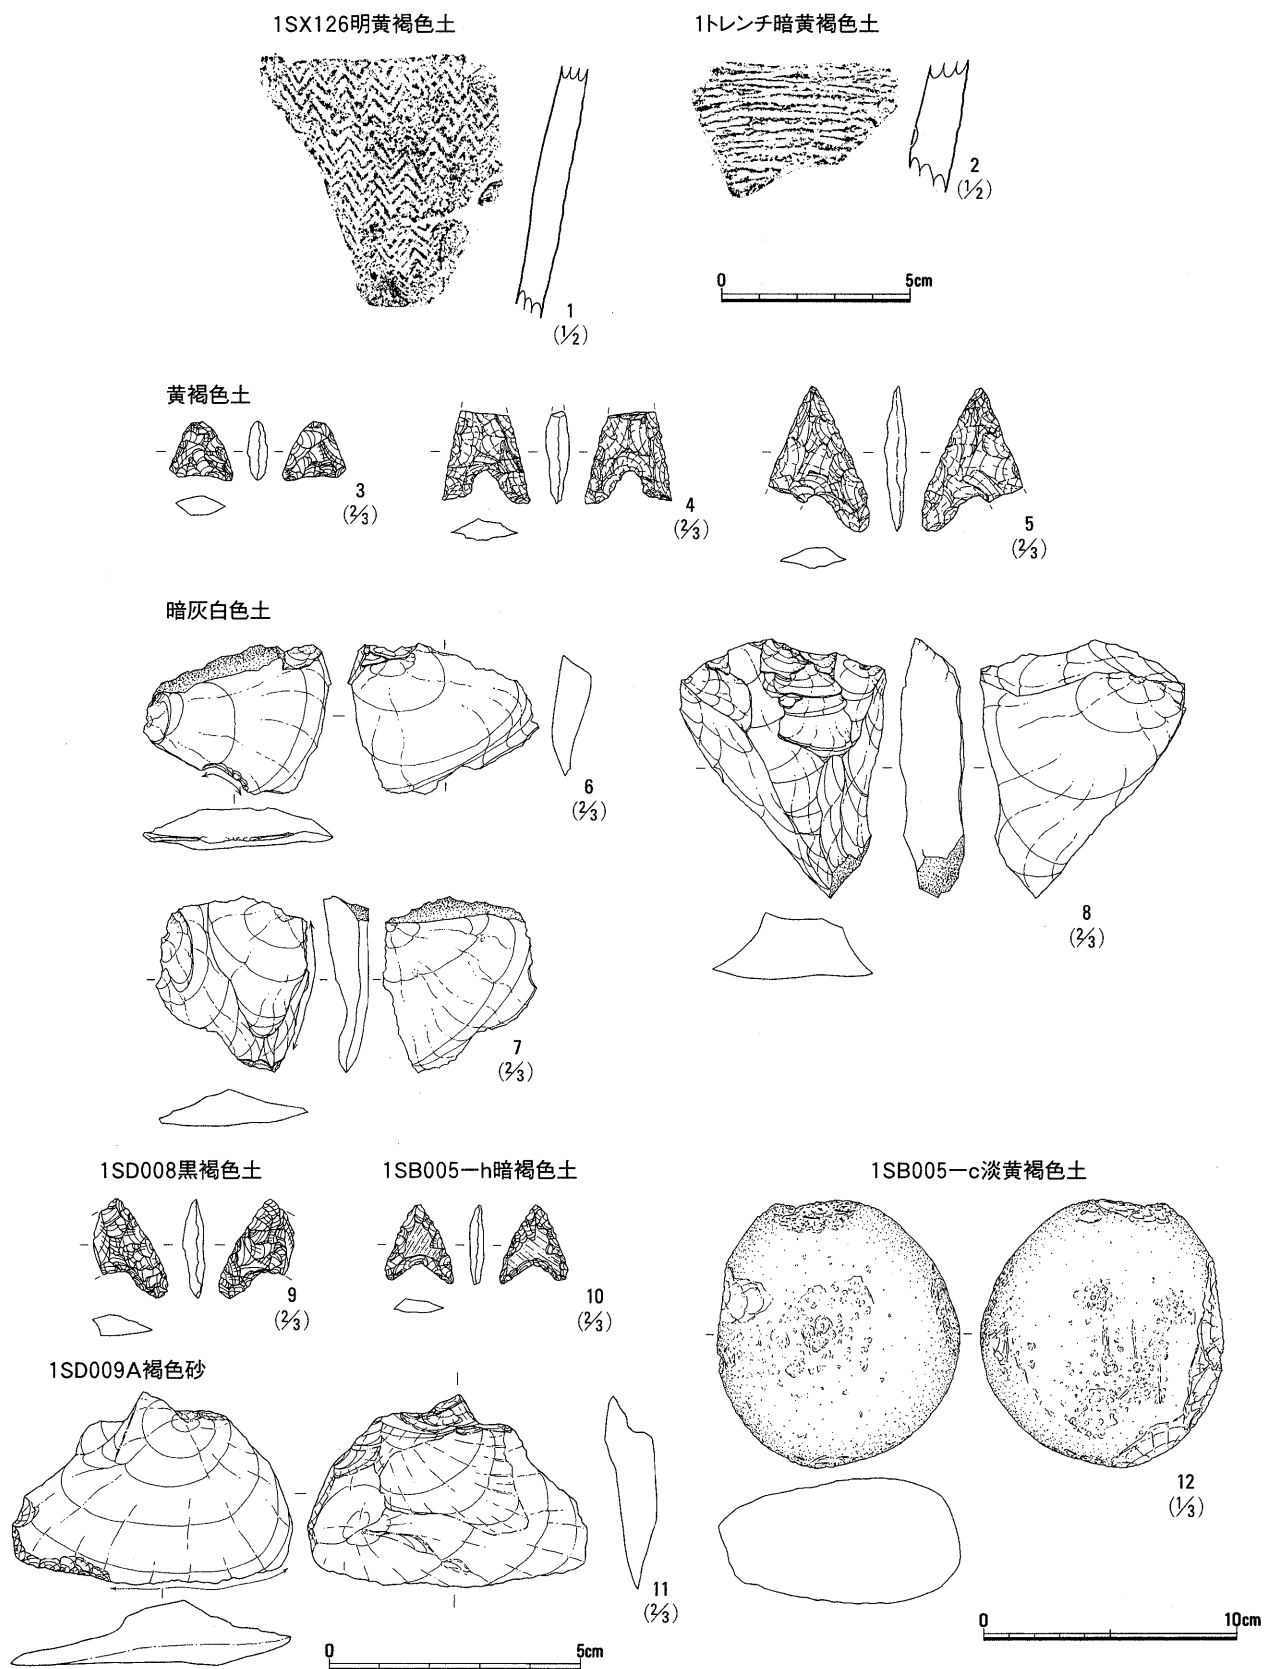 1SX126明黄褐色土
1トレンチ暗黄褐色土
1
(1/2)
2
(1/2)
0 5cm
黄褐色土
3
(2/3)
4
(2/3)
5
(2/3)
暗灰白色土
6
(2/3)
7
(2/3)
8
(2/3)
1SD008黒褐色土
1SB005ーh暗褐色土
1SB005ーc淡黄褐色土
9
(2/3)
10
(2/3)
1SD009A褐色砂
11
(2/3)
12
(1/3)
0 5cm
0 10cm